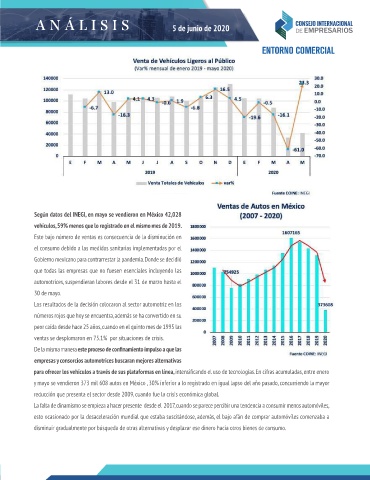 ANÁLISIS
5 de junio de 2020
CONSEJO INTERNACIONAL
DE EMPRESARIOS
ENTORNO COMERCIAL
Venta de Vehículos Ligeros al Público
(Var% mensual de enero 2019 - mayo 2020)
140000
120000
100000
80000
60000
40000
20000
0
30.0
20.0
10.0
0.0
-10.0
-20.0
-30.0
-40.0
-50.0
-60.0
-70.0
-6.7
13.0
-16.3
4.1
4.3
-0.6
1.9
-6.8
6.3
16.5
4.5
-19.6
-0.5
-16.1
-61.0
20.3
E F M A M J J A S O N D E F M A M
2019
2020
Venta Totales de Vehículos
var%
Fuente COINE: INEGI
Según datos del INEGI, en mayo se vendieron en México 42,028
vehículos, 59% menos que lo registrado en el mismo mes de 2019.
Este bajo número de ventas es consecuencia de la disminución en
el consumo debido a las medidas sanitarias implementadas por el
Gobierno mexicano para contrarrestar la pandemia. Donde se decidió
que todas las empresas que no fuesen esenciales incluyendo las
automotrices, suspendieran labores desde el 31 de marzo hasta el
30 de mayo.
Los resultados de la decisión colocaron al sector automotriz en los
números rojos que hoy se encuentra, además se ha convertido en su
peor caída desde hace 25 años, cuando en el quinto mes de 1995 las
ventas se desplomaron en 73.1% por situaciones de crisis.
De la misma manera este proceso de confinamiento impulso a que las
empresas y consorcios automotrices buscaran mejores alternativas
Ventas de Autos en México
(2007 - 2020)
1800000
1600000
1400000
1200000
1000000
800000
600000
400000
200000
0
754925
1607165
373608
2007 2008 2009 2010 2011 2012 2013 2014 2015 2016 2017 2018 2019 2020
Fuente COINE: INEGI
para ofrecer los vehículos a través de sus plataformas en línea, intensificando el uso de tecnologías. En cifras acumuladas, entre enero
y mayo se vendieron 373 mil 608 autos en México , 30% inferior a lo registrado en igual lapso del año pasado, concerniendo la mayor
reducción que presenta el sector desde 2009, cuando fue la crisis económica global.
La falta de dinamismo se empieza a hacer presente desde el 2017, cuando se parece percibir una tendencia a consumir menos automóviles,
esto ocasionado por la desaceleración mundial que estaba suscitándose, además, el bajo afán de comprar automóviles comenzaba a
disminuir gradualmente por búsqueda de otras alternativas y desplazar ese dinero hacia otros bienes de consumo.